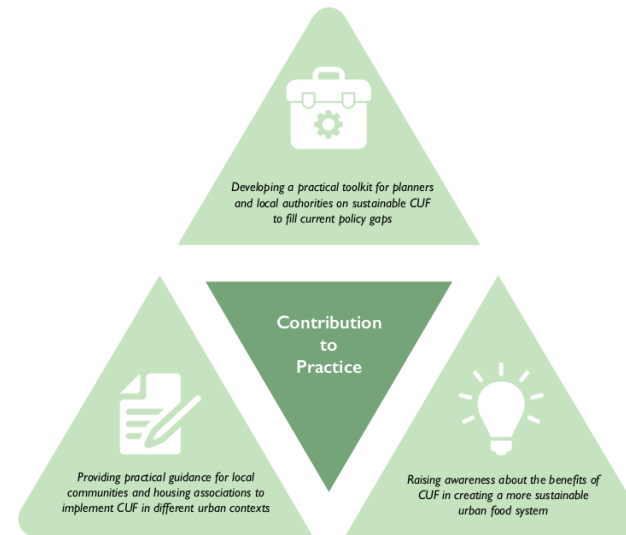 Developing a practical toolkit for planners
and local authorities on sustainable CUF
to fill current policy gaps
Contribution
to
Practice
Providing practical guidance for local
communities and housing associations to
implement CUF in different urban contexts
Raising awareness about the benefits of
CUF in creating a more sustainable
urban food system